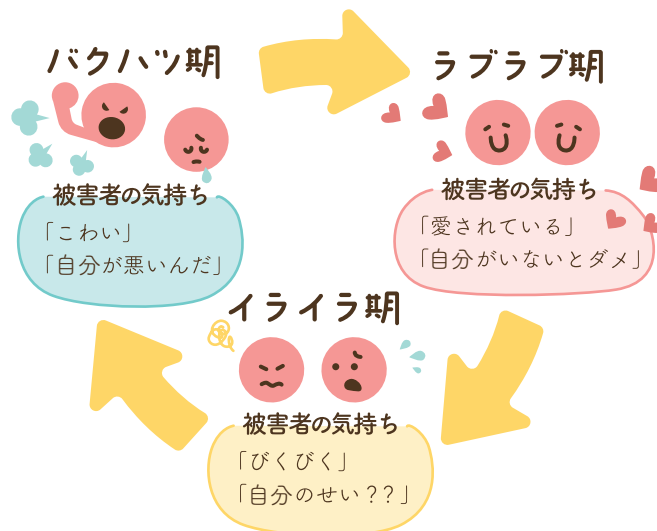 バクハツ期
被害者の気持ち
「こわい」
「自分が悪いんだ」
ラブラブ期
被害者の気持ち
「愛されている」
「自分がいないとダメ」
イライラ期
被害者の気持ち
「びくびく」
「自分のせい？？」